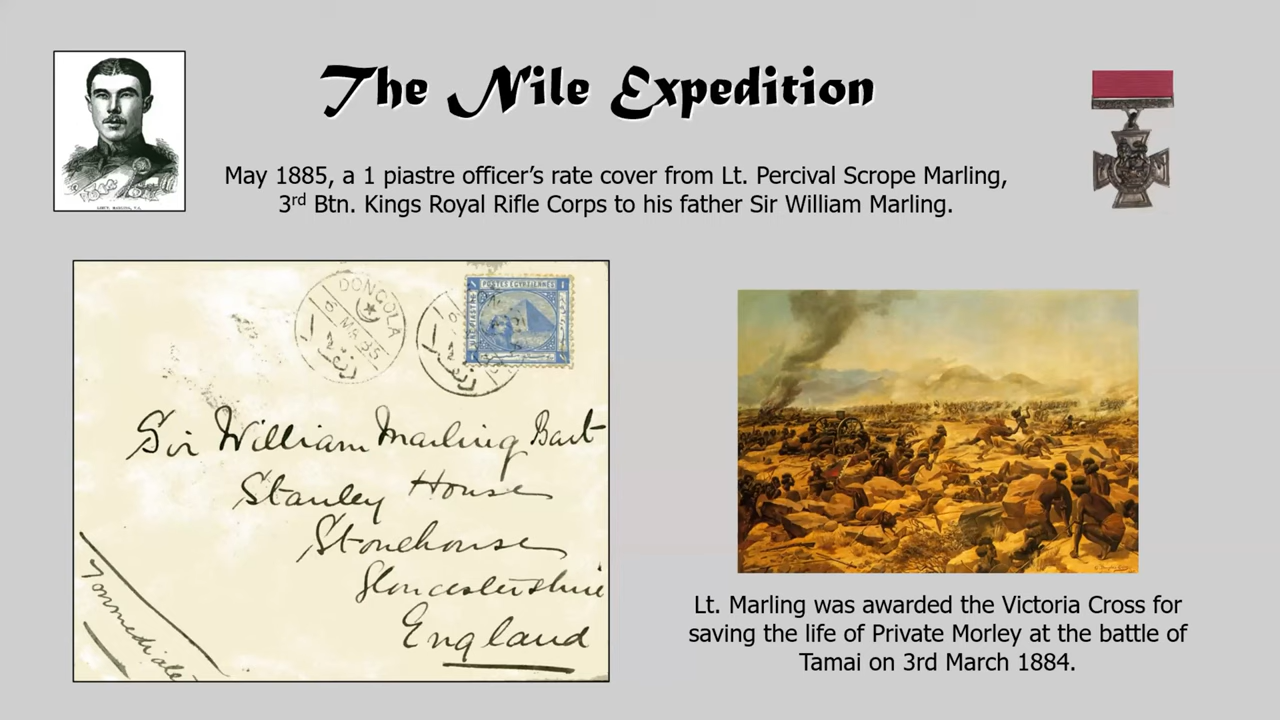 The Nile Expedition
May 1885, a 1 piastre officer’s rate cover from Lt. Percival Scrope Marling,
3rd Btn. Kings Royal Rifle Corps to his father Sir William Marling.
LIEUT. MARLING, V.C.
DONGOLA
POSTES EGYPTIENNES
Sir William Marling Bart
Stanley House
Stonehouse
Gloucestershire
England
Immediate
Lt. Marling was awarded the Victoria Cross for
saving the life of Private Morley at the battle of
Tamai on 3rd March 1884.